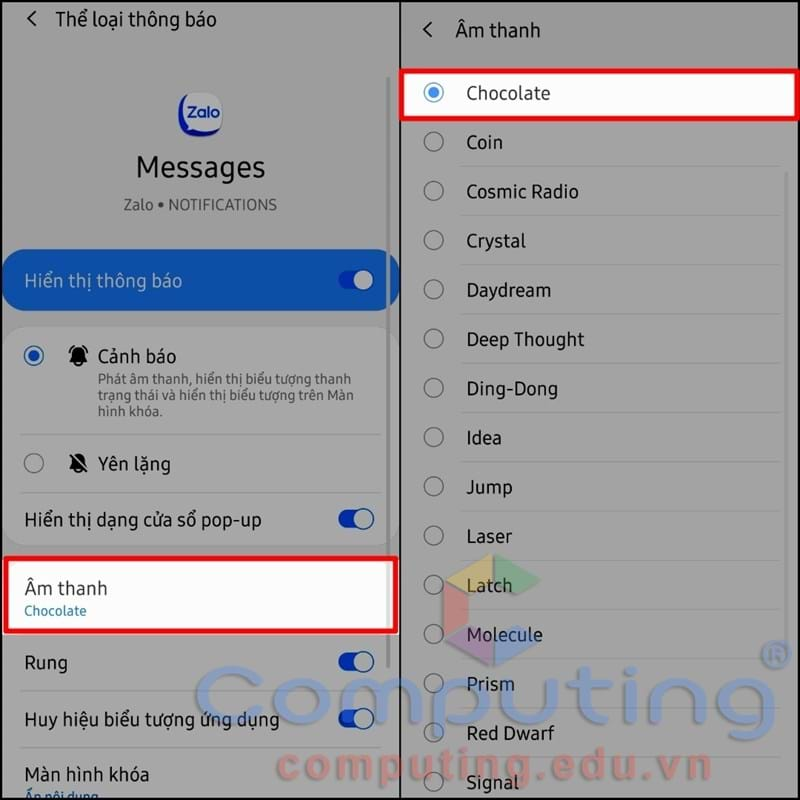 Thể loại thông báo
Zalo
Messages
Zalo • NOTIFICATIONS
Hiển thị thông báo
Cảnh báo
Phát âm thanh, hiển thị biểu tượng thanh
trạng thái và hiển thị biểu tượng trên Màn
hình khóa.
Yên lặng
Hiển thị dạng cửa sổ pop-up
Âm thanh
Chocolate
Rung
Huy hiệu biểu tượng ứng dụng
Màn hình khóa
Ẩn nội dung
Âm thanh
Chocolate
Coin
Cosmic Radio
Crystal
Daydream
Deep Thought
Ding-Dong
Idea
Jump
Laser
Latch
Molecule
Prism
Red Dwarf
Signal
Computing®
computing.edu.vn